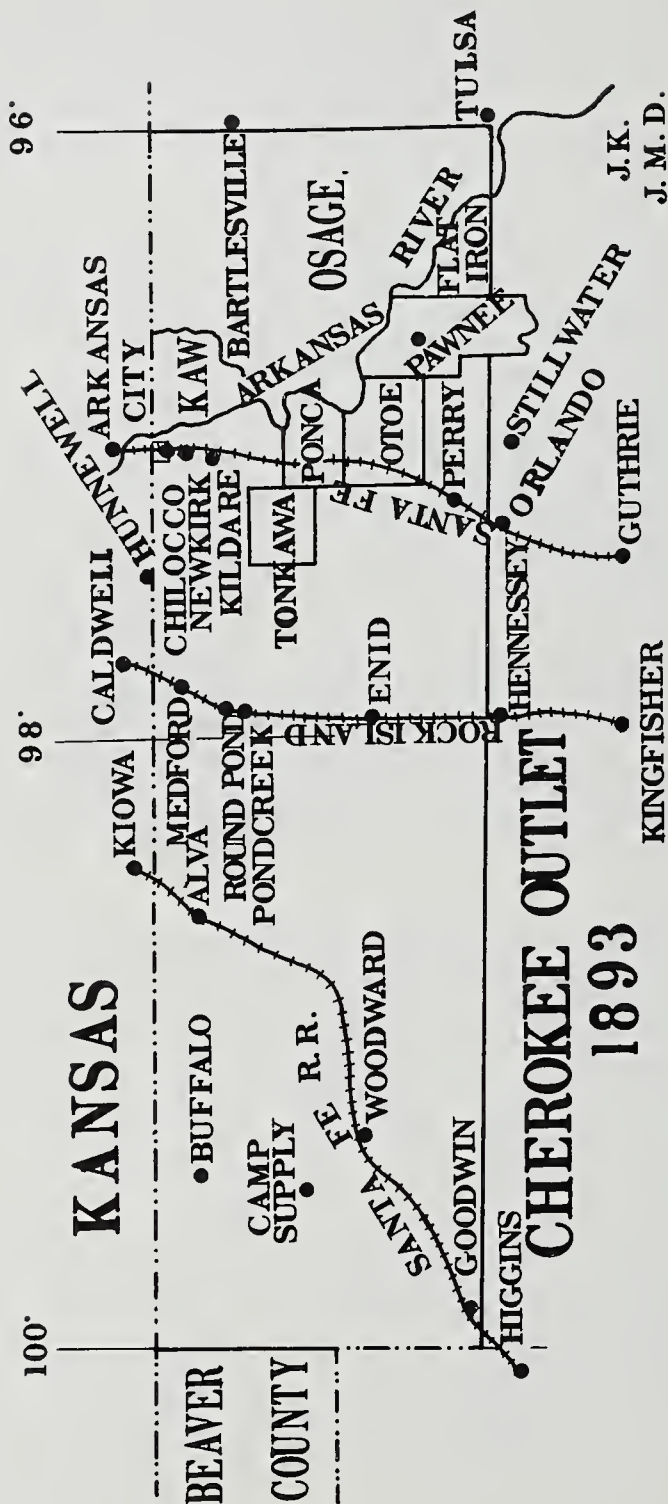 100°
98°
96°
KANSAS
BEAVER
COUNTY
BUFFALO
CAMP
SUPPLY
SANTA FE R. R.
WOODWARD
GOODWIN
HIGGINS
KIOWA
ALVA
CALDWELL
MEDFORD
ROUND POND
PONDCREEK
ROCK ISLAND
ENID
HENNESSEY
KINGFISHER
HUNNEWELL
ARKANSAS
CITY
CHILOCCO
NEWKIRK
KILDARE
KAW
TONKAWA
PONCA
OTOE
SANTA FE
PERRY
ORLANDO
STILLWATER
GUTHRIE
BARTLESVILLE
OSAGE.
ARKANSAS RIVER
PAWNEE
FLAT
IRON
TULSA
CHEROKEE OUTLET
1893
J.K.
J.M.D.